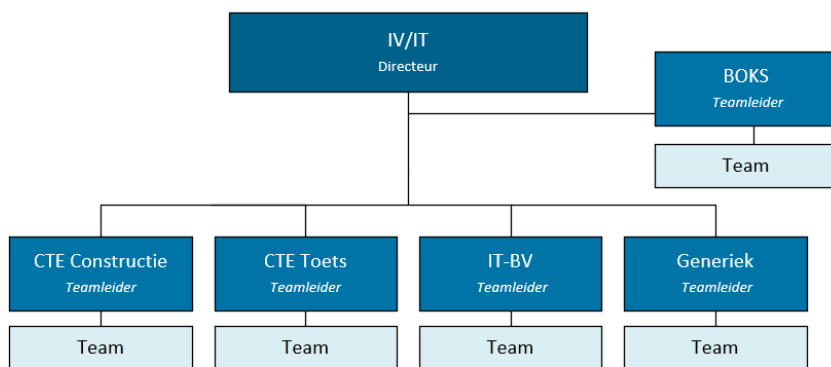 IV/IT
Directeur
BOKS
Teamleider
Team
CTE Constructie
Teamleider
Team
CTE Toets
Teamleider
Team
IT-BV
Teamleider
Team
Generiek
Teamleider
Team